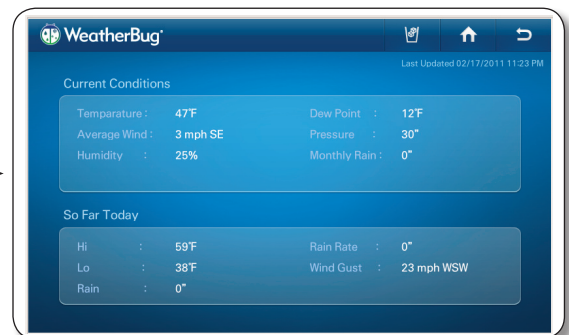 WeatherBug®
Last Updated 02/17/2011 11:23 PM
Current Conditions
Temparature : 47°F Dew Point : 12°F
Average Wind : 3 mph SE Pressure : 30"
Humidity : 25% Monthly Rain : 0"
So Far Today
Hi : 59°F Rain Rate : 0"
Lo : 38°F Wind Gust : 23 mph WSW
Rain : 0"